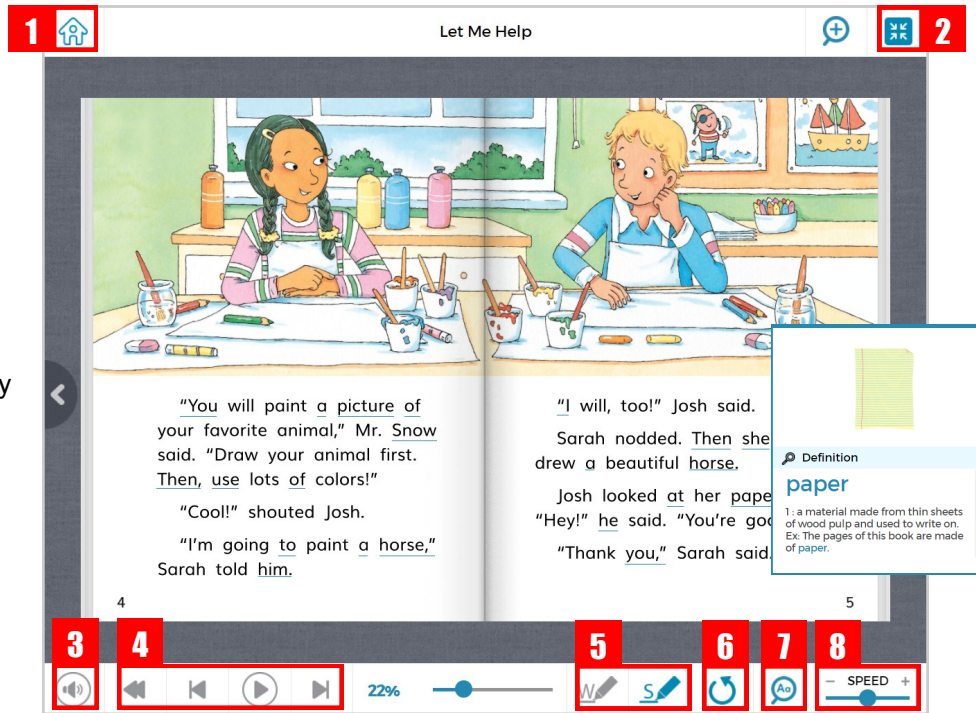 1
Let Me Help
2
y
"You will paint a picture of
your favorite animal," Mr. Snow
said. "Draw your animal first.
Then, use lots of colors!"
"Cool!" shouted Josh.
"I'm going to paint a horse,"
Sarah told him.
4
"I will, too!" Josh said.
Sarah nodded. Then she
drew a beautiful horse.
Josh looked at her pape
"Hey!" he said. "You're goo
"Thank you," Sarah said.
5
Definition
paper
1 : a material made from thin sheets
of wood pulp and used to write on.
Ex: The pages of this book are made
of paper.
3
4
5
6
7
8
22%
W
S
Aa
− SPEED +